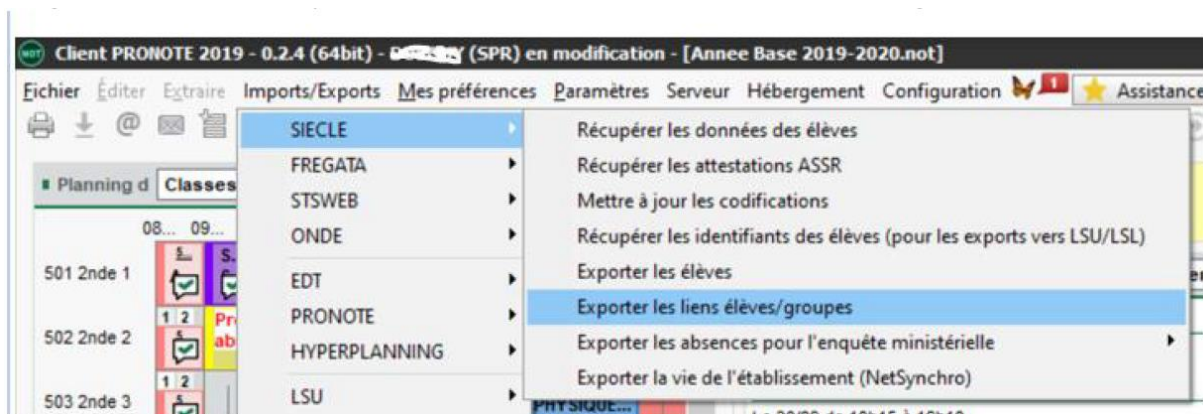 Client PRONOTE 2019 - 0.2.4 (64bit) - (SPR) en modification - [Annee Base 2019-2020.not]
Fichier Éditer Extraire Imports/Exports Mes préférences Paramètres Serveur Hébergement Configuration 1 Assistance
@
SIECLE
FREGATA
STSWEB
ONDE
EDT
PRONOTE
HYPERPLANNING
LSU
Récupérer les données des élèves
Récupérer les attestations ASSR
Mettre à jour les codifications
Récupérer les identifiants des élèves (pour les exports vers LSU/LSL)
Exporter les élèves
Exporter les liens élèves/groupes
Exporter les absences pour l'enquête ministérielle
Exporter la vie de l'établissement (NetSynchro)
Planning d Classes
08... 09...
501 2nde 1
502 2nde 2
1 2
503 2nde 3
1 2
PHYSIQUE...